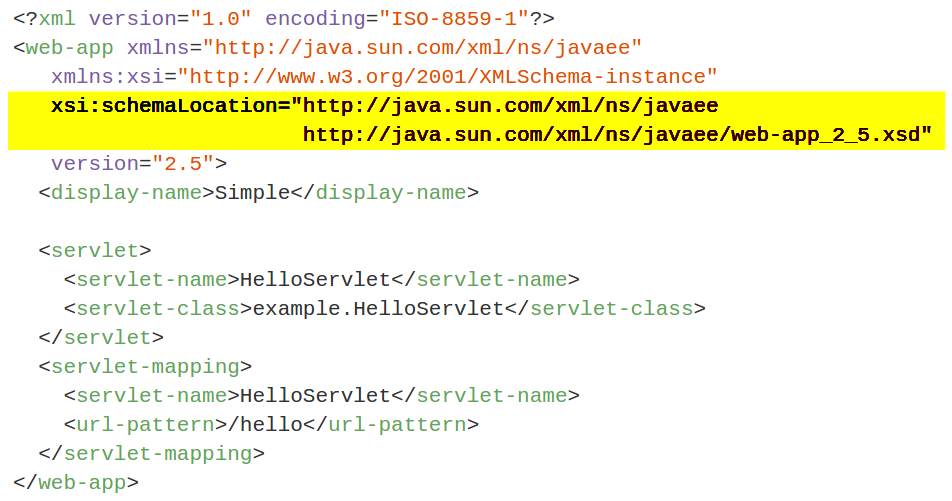 <?xml version="1.0" encoding="ISO-8859-1"?>
<web-app xmlns="http://java.sun.com/xml/ns/javaee"
   xmlns:xsi="http://www.w3.org/2001/XMLSchema-instance"
   xsi:schemaLocation="http://java.sun.com/xml/ns/javaee
                       http://java.sun.com/xml/ns/javaee/web-app_2_5.xsd"
   version="2.5">
  <display-name>Simple</display-name>

  <servlet>
    <servlet-name>HelloServlet</servlet-name>
    <servlet-class>example.HelloServlet</servlet-class>
  </servlet>
  <servlet-mapping>
    <servlet-name>HelloServlet</servlet-name>
    <url-pattern>/hello</url-pattern>
  </servlet-mapping>
</web-app>